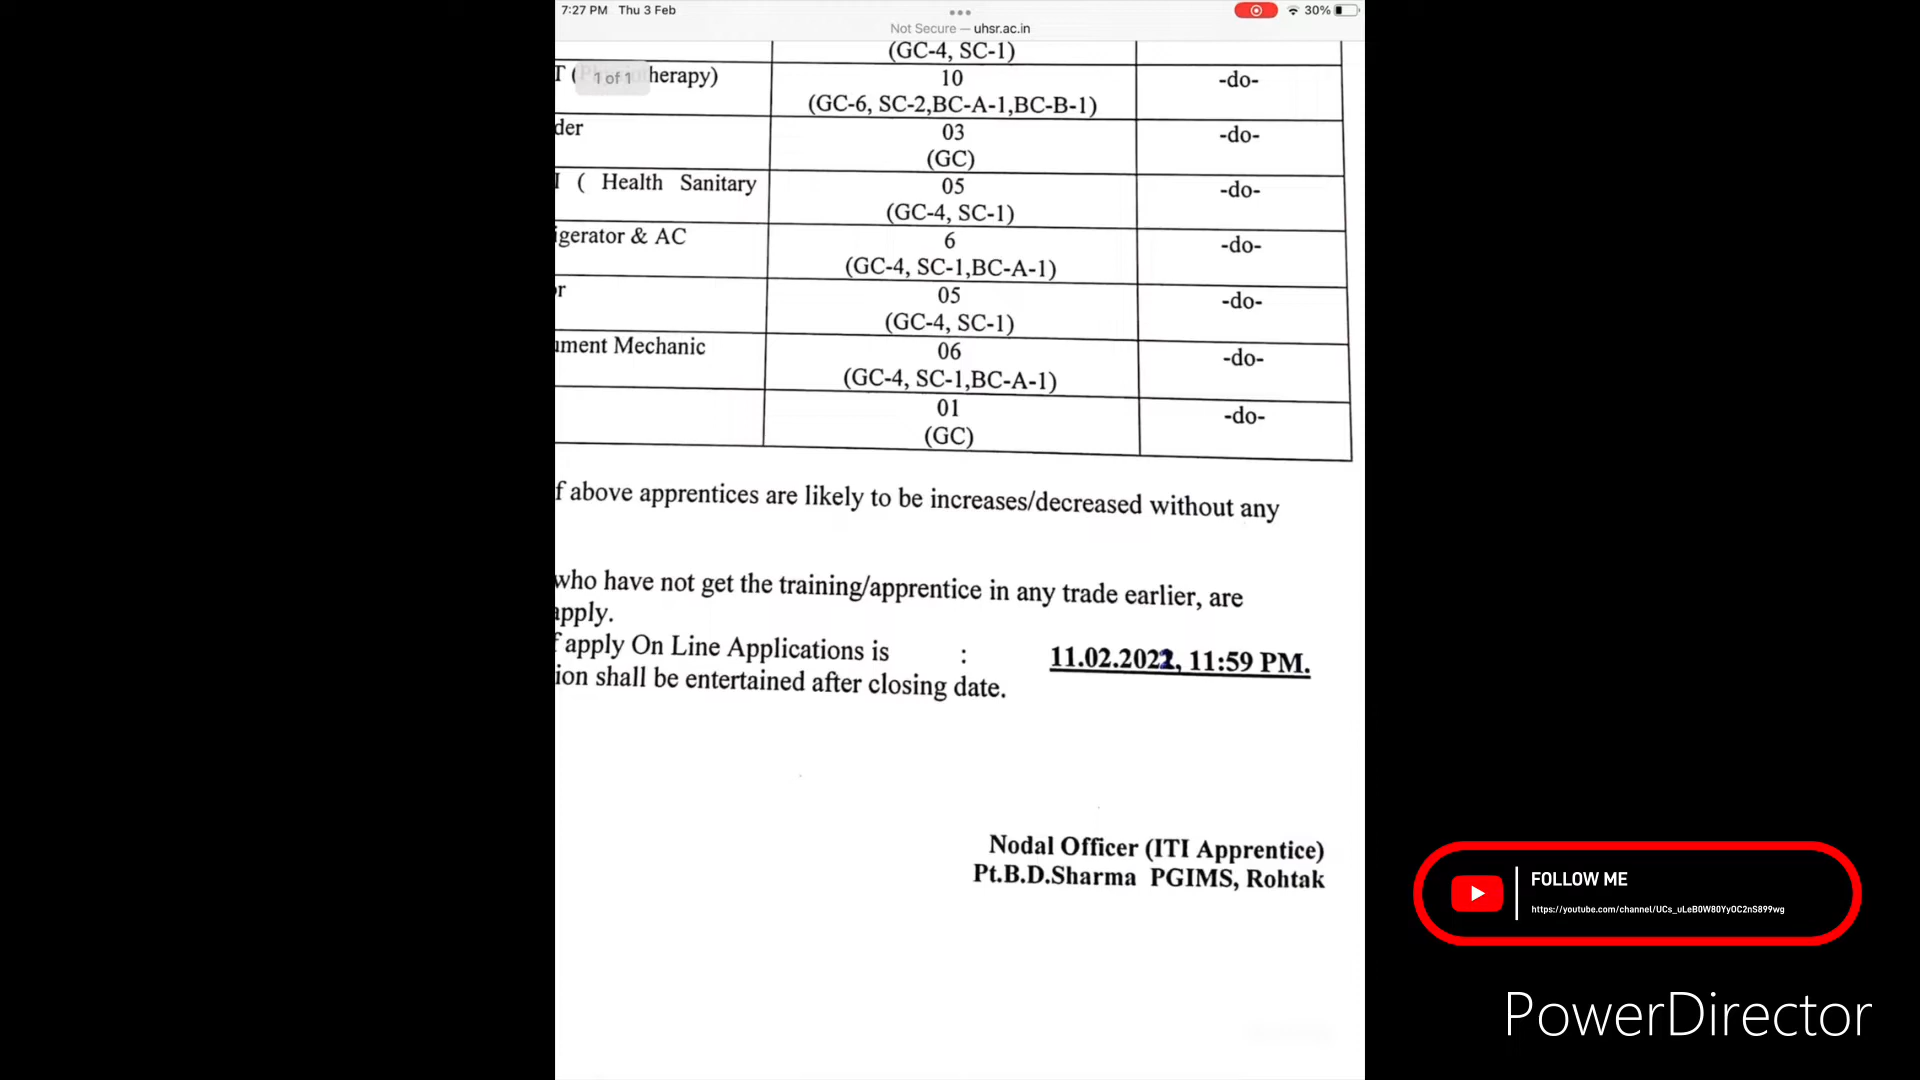 7:27 PM Thu 3 Feb
30%
Not Secure — uhsr.ac.in
(GC-4, SC-1)
T ( herapy) 10 -do-
1 of 1
(GC-6, SC-2,BC-A-1,BC-B-1)
der 03 -do-
(GC)
I ( Health Sanitary 05 -do-
(GC-4, SC-1)
igerator & AC 6 -do-
(GC-4, SC-1,BC-A-1)
or 05 -do-
(GC-4, SC-1)
ument Mechanic 06 -do-
(GC-4, SC-1,BC-A-1)
01 -do-
(GC)
f above apprentices are likely to be increases/decreased without any
who have not get the training/apprentice in any trade earlier, are
apply.
f apply On Line Applications is : 11.02.2022, 11:59 PM.
ion shall be entertained after closing date.
Nodal Officer (ITI Apprentice)
Pt.B.D.Sharma PGIMS, Rohtak
FOLLOW ME
https://youtube.com/channel/UCs_uLeB0W80YyOC2nS899wg
PowerDirector